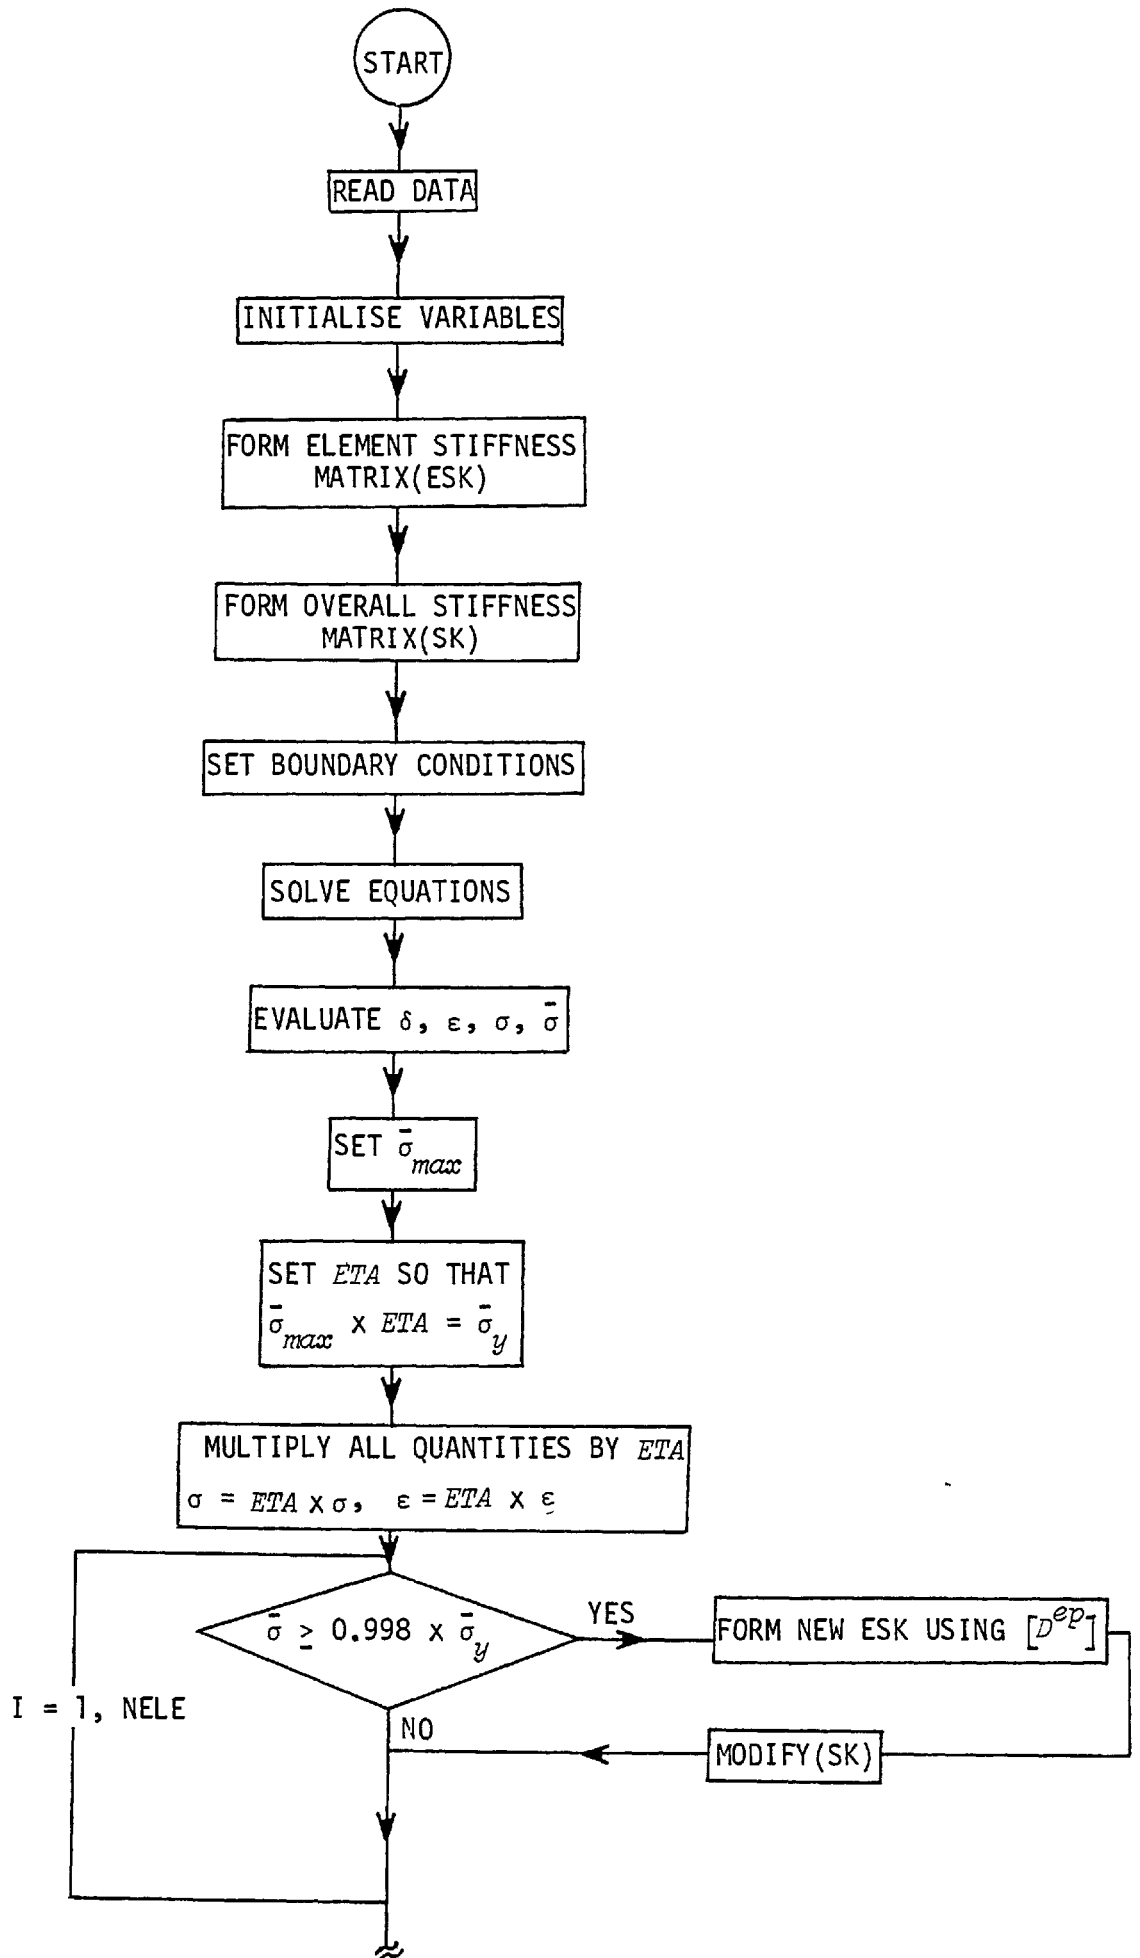 START
READ DATA
INITIALISE VARIABLES
FORM ELEMENT STIFFNESS
MATRIX(ESK)
FORM OVERALL STIFFNESS
MATRIX(SK)
SET BOUNDARY CONDITIONS
SOLVE EQUATIONS
EVALUATE δ, ε, σ, σ̄
SET σ̄max
SET ETA SO THAT
σ̄max x ETA = σ̄y
MULTIPLY ALL QUANTITIES BY ETA
σ = ETA x σ, ε = ETA x ε
σ̄ ≥ 0.998 x σ̄y
YES
FORM NEW ESK USING [D^ep]
I = 1, NELE
NO
MODIFY(SK)